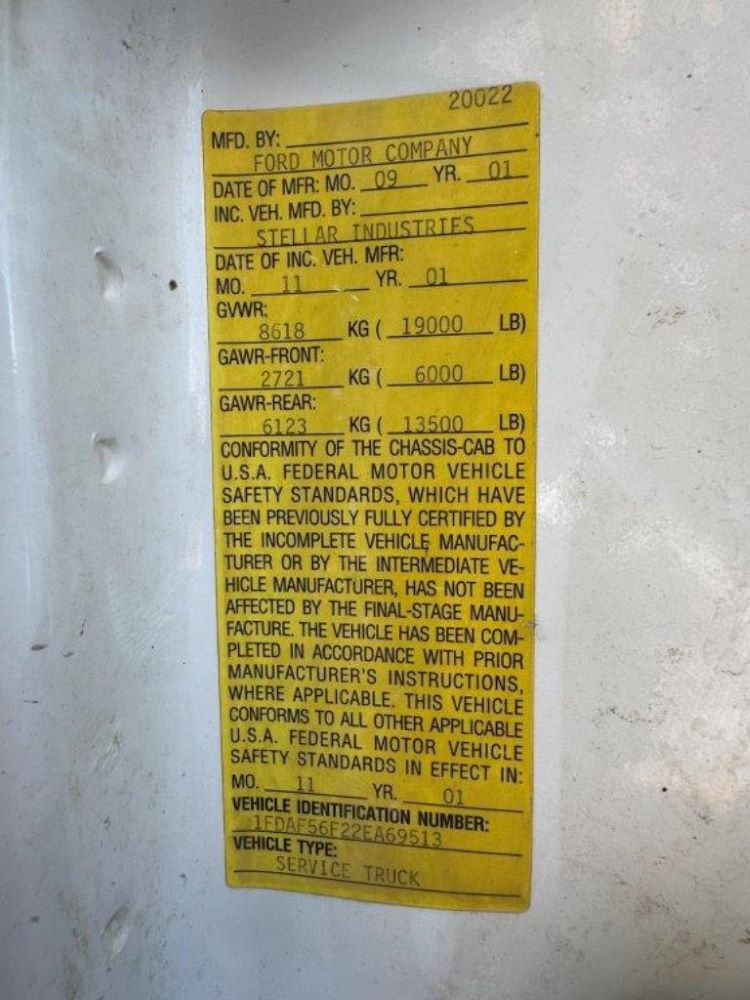 20022
MFD. BY:
FORD MOTOR COMPANY
DATE OF MFR: MO. 09 YR. 01
INC. VEH. MFD. BY:
STELLAR INDUSTRIES
DATE OF INC. VEH. MFR:
MO. 11 YR. 01
GVWR:
8618 KG ( 19000 LB)
GAWR-FRONT:
2721 KG ( 6000 LB)
GAWR-REAR:
6123 KG ( 13500 LB)
CONFORMITY OF THE CHASSIS-CAB TO
U.S.A. FEDERAL MOTOR VEHICLE
SAFETY STANDARDS, WHICH HAVE
BEEN PREVIOUSLY FULLY CERTIFIED BY
THE INCOMPLETE VEHICLE MANUFAC-
TURER OR BY THE INTERMEDIATE VE-
HICLE MANUFACTURER, HAS NOT BEEN
AFFECTED BY THE FINAL-STAGE MANU-
FACTURE. THE VEHICLE HAS BEEN COM-
PLETED IN ACCORDANCE WITH PRIOR
MANUFACTURER'S INSTRUCTIONS,
WHERE APPLICABLE. THIS VEHICLE
CONFORMS TO ALL OTHER APPLICABLE
U.S.A. FEDERAL MOTOR VEHICLE
SAFETY STANDARDS IN EFFECT IN:
MO. 11 YR. 01
VEHICLE IDENTIFICATION NUMBER:
1FDAF56F22EA69513
VEHICLE TYPE:
SERVICE TRUCK